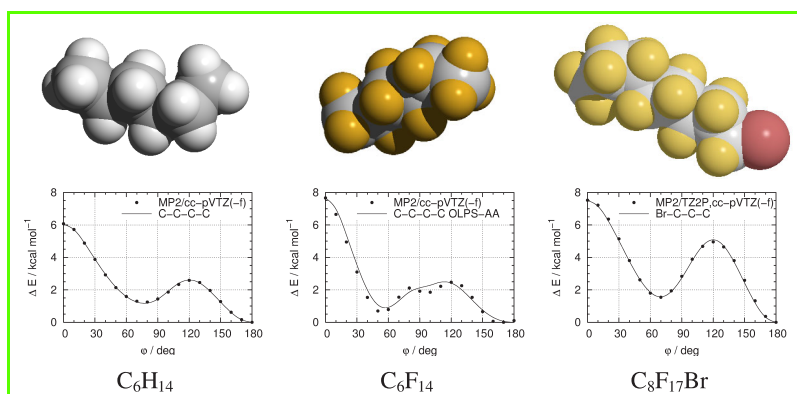 8
6
4
2
0
Δ E / kcal mol⁻¹
MP2/cc−pVTZ(−f)
C−C−C−C
0 30 60 90 120 150 180
φ / deg
C₆H₁₄
8
6
4
2
0
Δ E / kcal mol⁻¹
MP2/cc−pVTZ(−f)
C−C−C−C OLPS−AA
0 30 60 90 120 150 180
φ / deg
C₆F₁₄
8
6
4
2
0
Δ E / kcal mol⁻¹
MP2/TZ2P,cc−pVTZ(−f)
Br−C−C−C
0 30 60 90 120 150 180
φ / deg
C₈F₁₇Br